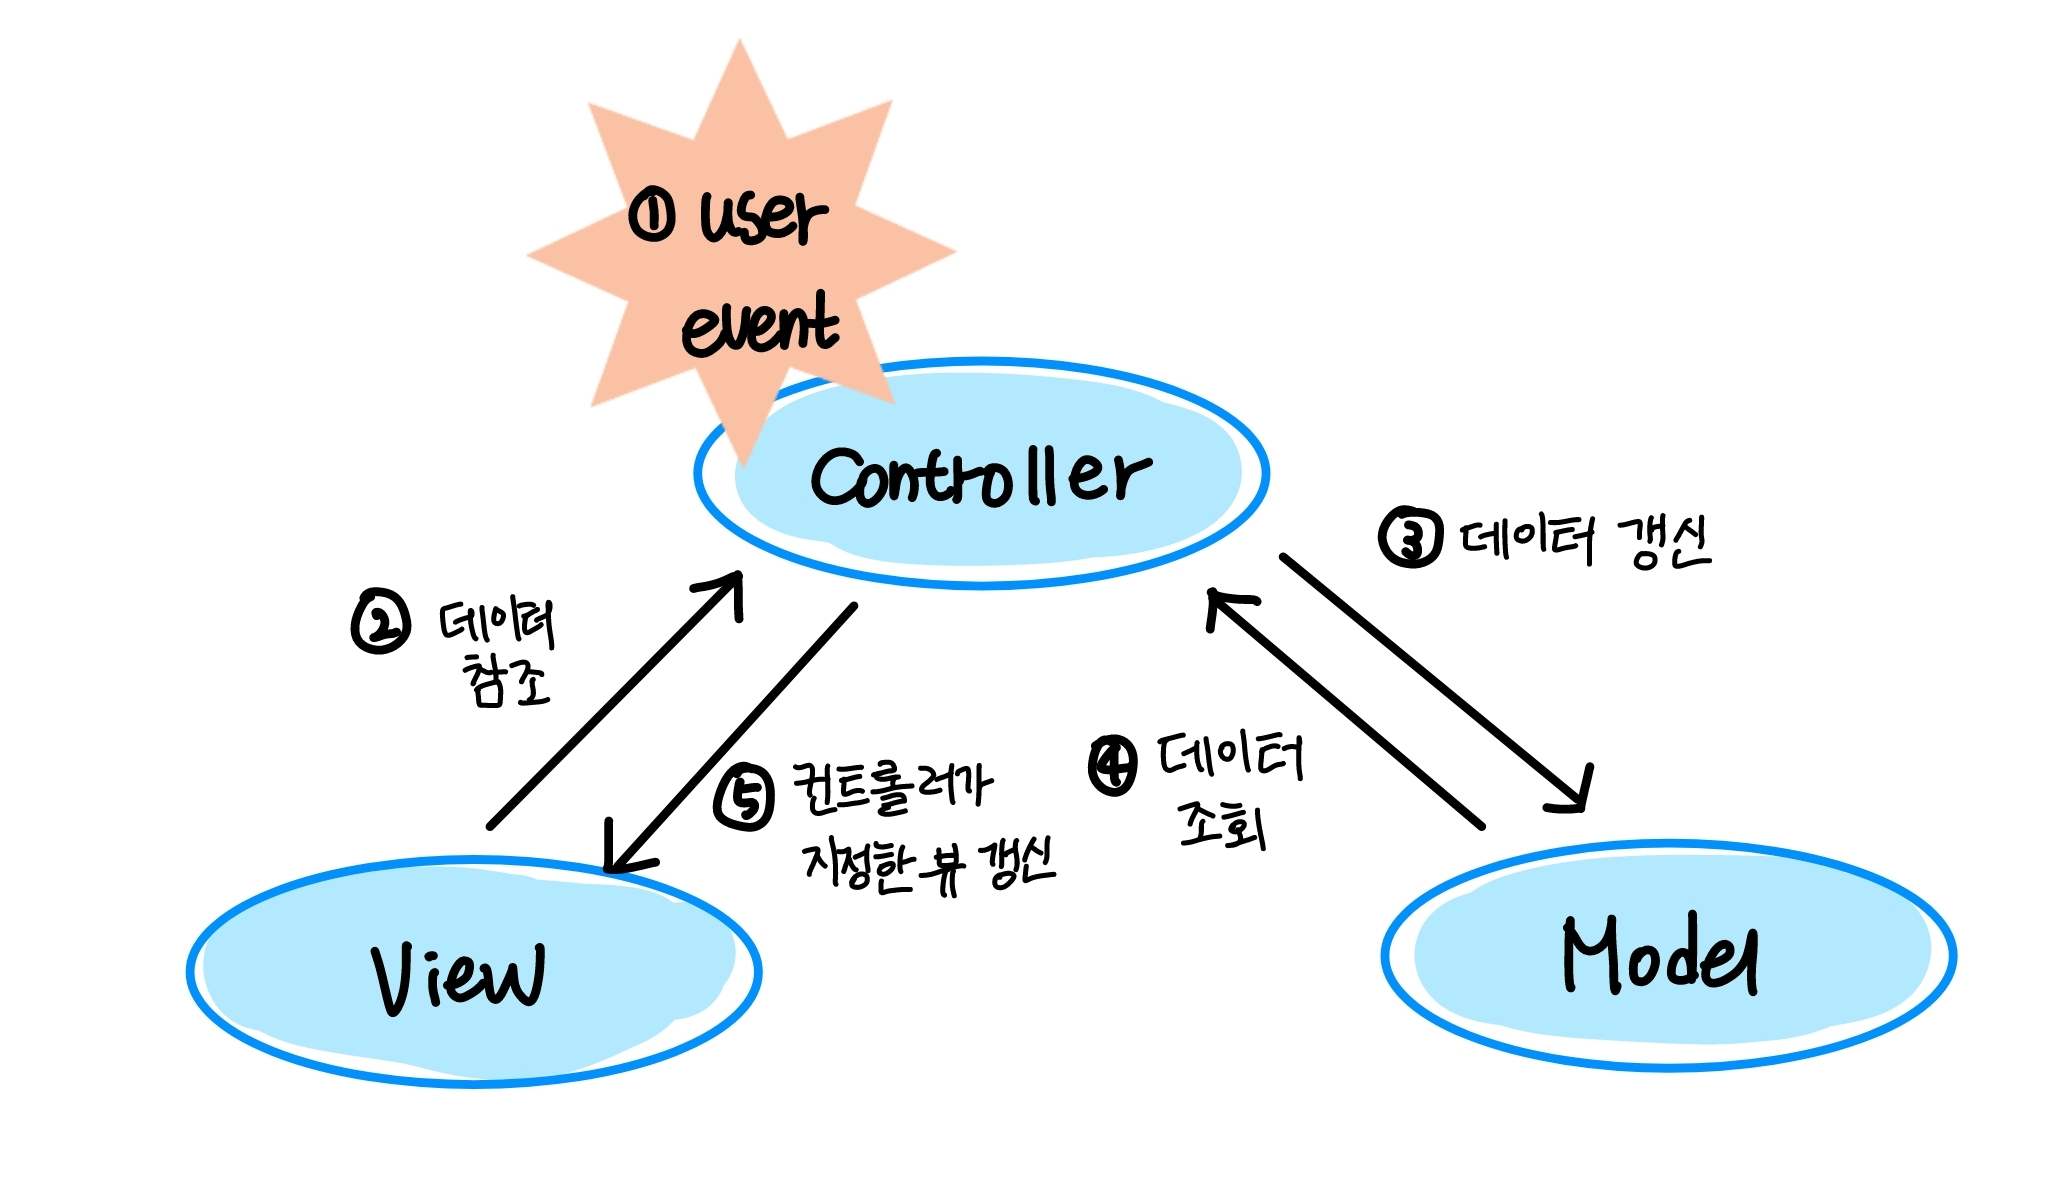 ① user
event
Controller
③ 데이터 갱신
② 데이터
참조
④ 데이터
조회
⑤ 컨트롤러가
지정한 뷰 갱신
View
Model